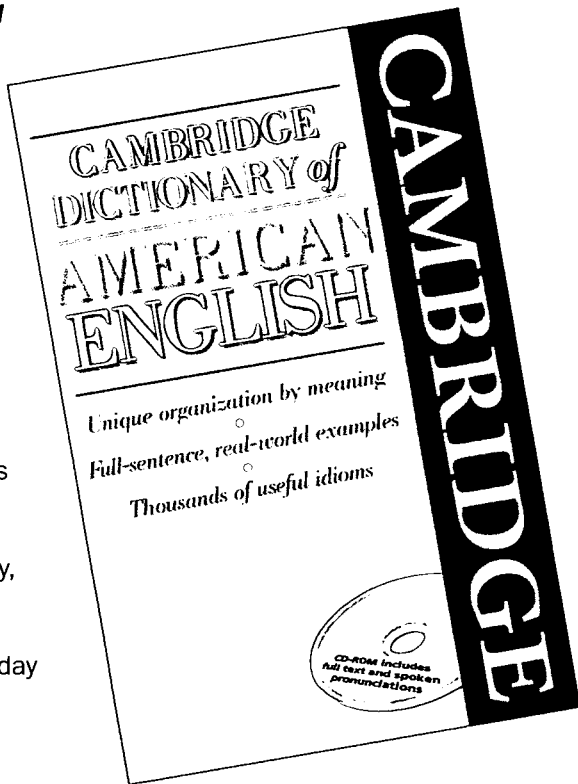 CAMBRIDGE
DICTIONARY of
AMERICAN
ENGLISH
Unique organization by meaning
Full-sentence, real-world examples
Thousands of useful idioms
CD-ROM includes
full text and spoken
pronunciations
CAMBRIDGE
s
y,
day